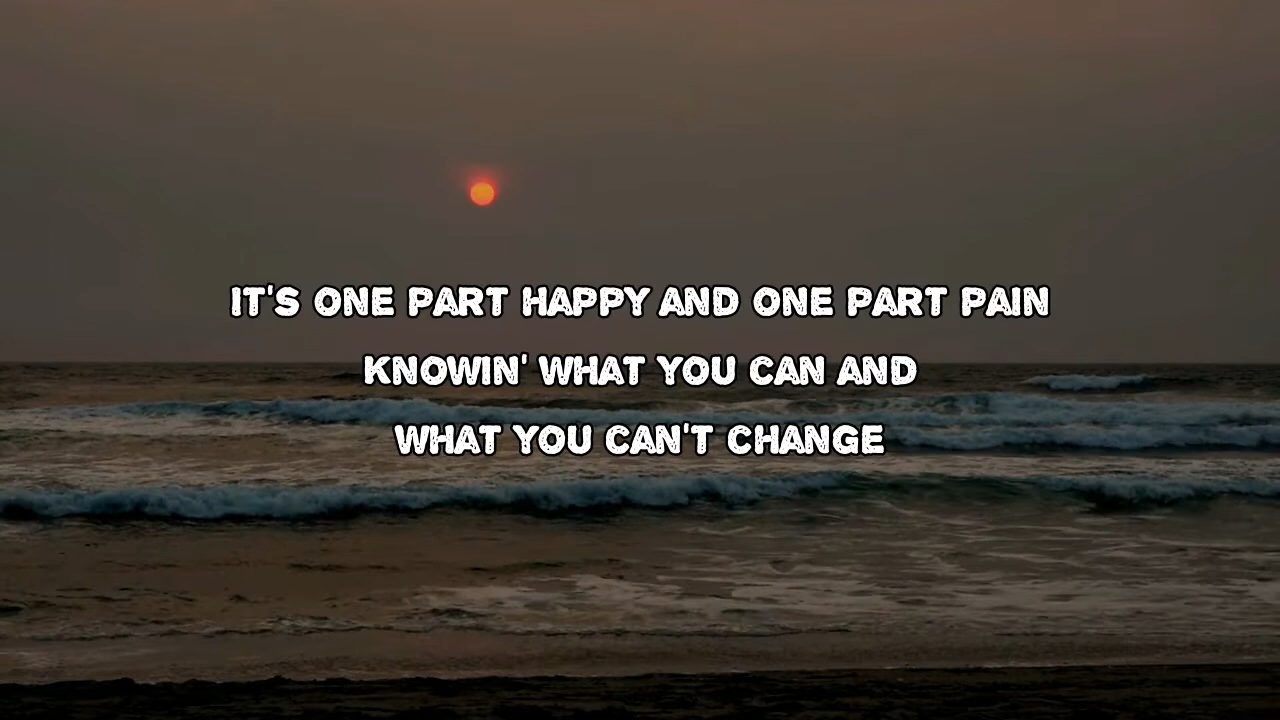 IT'S ONE PART HAPPY AND ONE PART PAIN
KNOWIN' WHAT YOU CAN AND
WHAT YOU CAN'T CHANGE